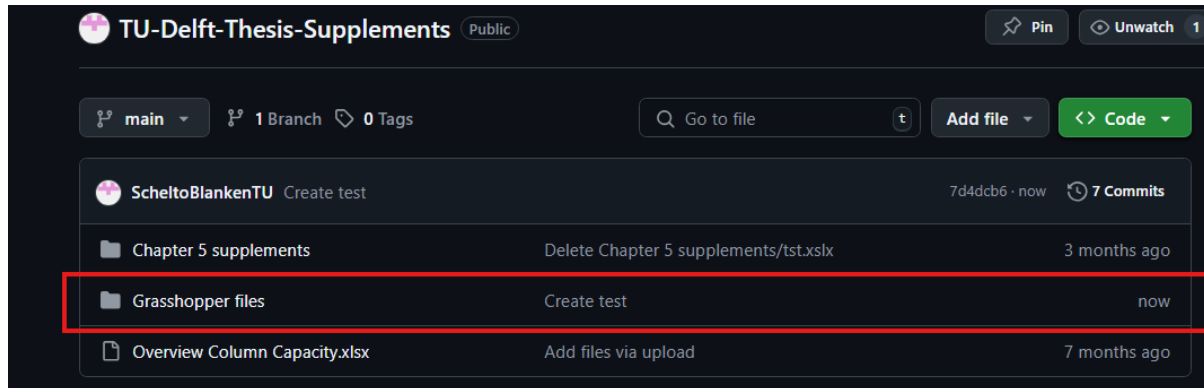 TU-Delft-Thesis-Supplements Public Pin Unwatch 1
main 1 Branch 0 Tags Go to file t Add file <> Code
ScheltoBlankenTU Create test 7d4dcb6 · now 7 Commits
Chapter 5 supplements Delete Chapter 5 supplements/tst.xslx 3 months ago
Grasshopper files Create test now
Overview Column Capacity.xlsx Add files via upload 7 months ago